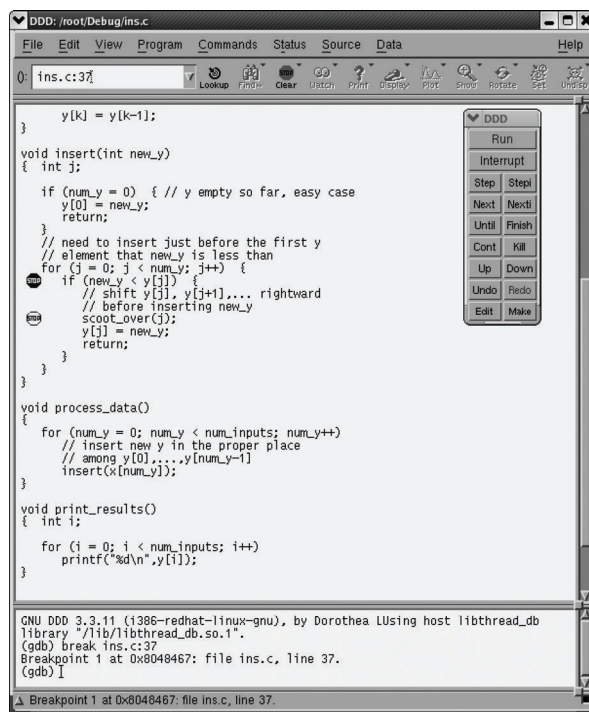 DDD: /root/Debug/ins.c
File Edit View Program Commands Status Source Data Help
(): ins.c:37
Lookup Find» Clear Watch Print Display Plot Show Rotate Set Undisp
y[k] = y[k-1];
}
void insert(int new_y)
{ int j;
if (num_y = 0) { // y empty so far, easy case
y[0] = new_y;
return;
}
// need to insert just before the first y
// element that new_y is less than
for (j = 0; j < num_y; j++) {
STOP if (new_y < y[j]) {
// shift y[j], y[j+1],... rightward
// before inserting new_y
STOP scoot_over(j);
y[j] = new_y;
return;
}
}
}
void process_data()
{
for (num_y = 0; num_y < num_inputs; num_y++)
// insert new y in the proper place
// among y[0],...,y[num_y-1]
insert(x[num_y]);
}
void print_results()
{ int i;
for (i = 0; i < num_inputs; i++)
printf("%d\n",y[i]);
}
DDD
Run
Interrupt
Step Stepi
Next Nexti
Until Finish
Cont Kill
Up Down
Undo Redo
Edit Make
GNU DDD 3.3.11 (i386-redhat-linux-gnu), by Dorothea LUsing host libthread_db
library "/lib/libthread_db.so.1".
(gdb) break ins.c:37
Breakpoint 1 at 0x8048467: file ins.c, line 37.
(gdb)
Breakpoint 1 at 0x8048467: file ins.c, line 37.